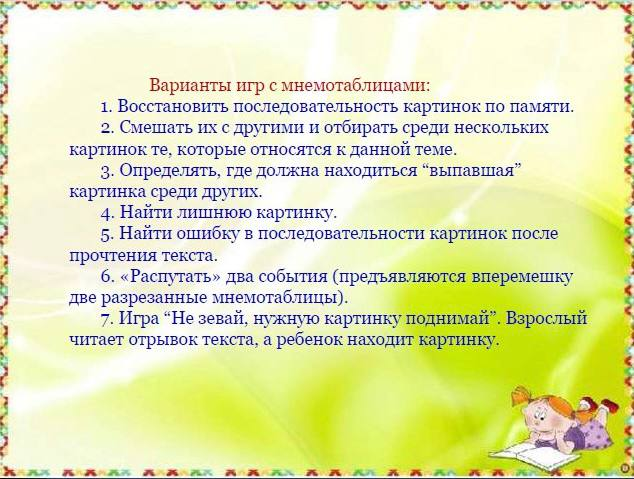 Варианты игр с мнемотаблицами:
1. Восстановить последовательность картинок по памяти.
2. Смешать их с другими и отбирать среди нескольких
картинок те, которые относятся к данной теме.
3. Определять, где должна находиться “выпавшая”
картинка среди других.
4. Найти лишнюю картинку.
5. Найти ошибку в последовательности картинок после
прочтения текста.
6. «Распутать» два события (предъявляются вперемешку
две разрезанные мнемотаблицы).
7. Игра “Не зевай, нужную картинку поднимай”. Взрослый
читает отрывок текста, а ребенок находит картинку.